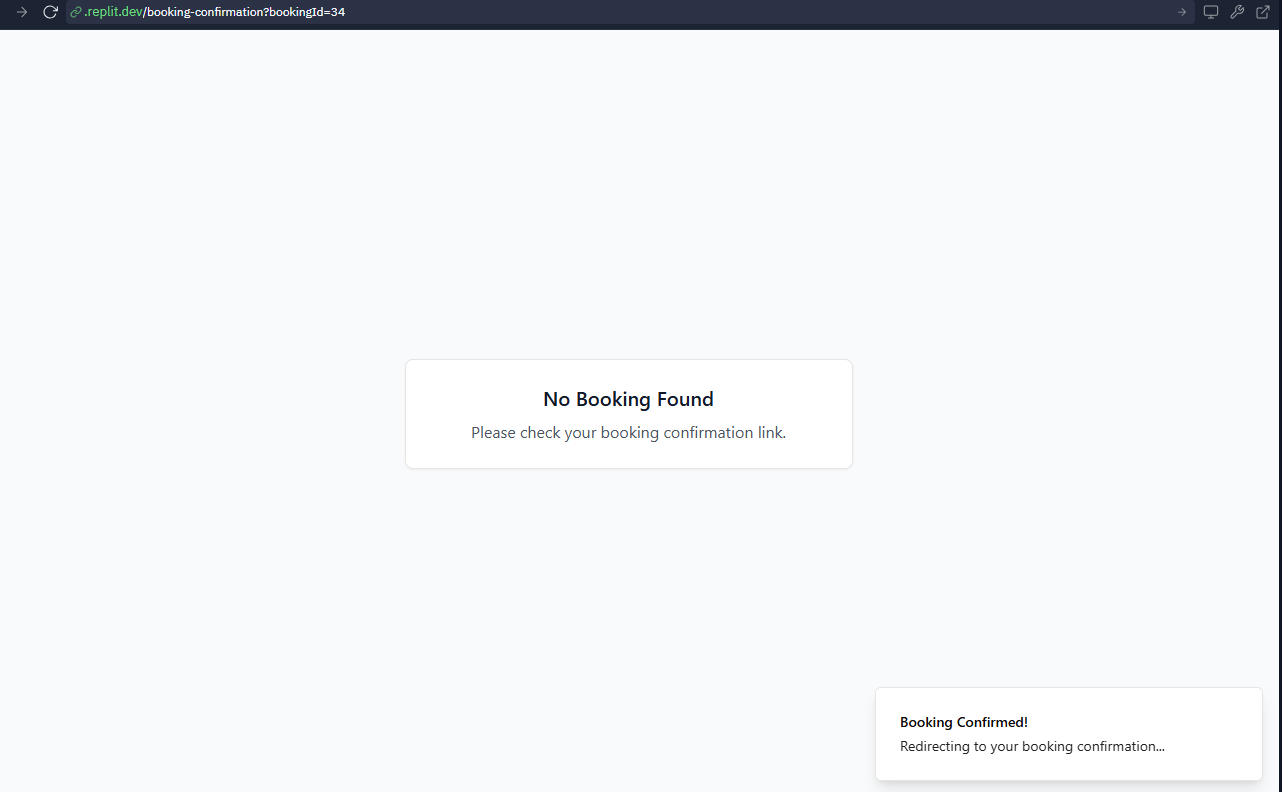 .replit.dev/booking-confirmation?bookingId=34
No Booking Found
Please check your booking confirmation link.
Booking Confirmed!
Redirecting to your booking confirmation...